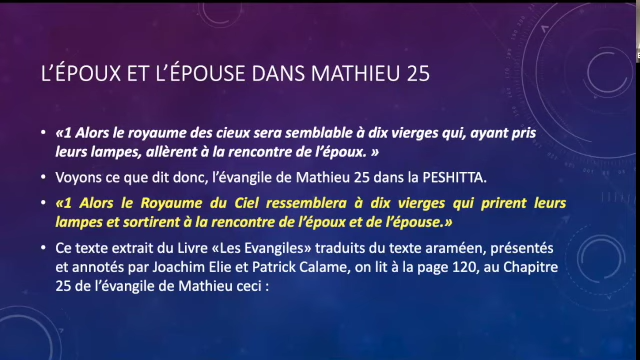 L'ÉPOUX ET L'ÉPOUSE DANS MATHIEU 25
• «1 Alors le royaume des cieux sera semblable à dix vierges qui, ayant pris
leurs lampes, allèrent à la rencontre de l'époux. »
• Voyons ce que dit donc, l'évangile de Mathieu 25 dans la PESHITTA.
• «1 Alors le Royaume du Ciel ressemblera à dix vierges qui prirent leurs
lampes et sortirent à la rencontre de l'époux et de l'épouse.»
• Ce texte extrait du Livre «Les Evangiles» traduits du texte araméen, présentés
et annotés par Joachim Elie et Patrick Calame, on lit à la page 120, au Chapitre
25 de l'évangile de Mathieu ceci :